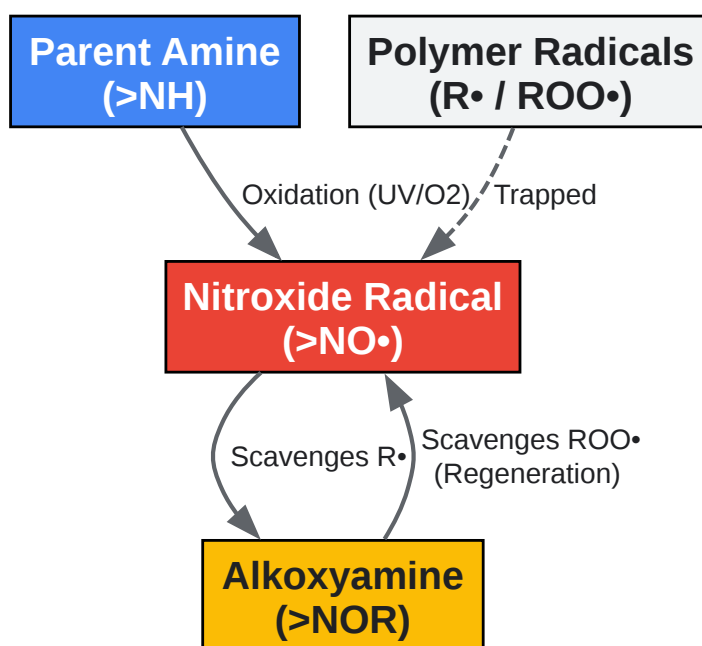 Parent Amine
(>NH)
Polymer Radicals
(R• / ROO•)
Oxidation (UV/O2)
Trapped
Nitroxide Radical
(>NO•)
Scavenges R•
Scavenges ROO•
(Regeneration)
Alkoxyamine
(>NOR)